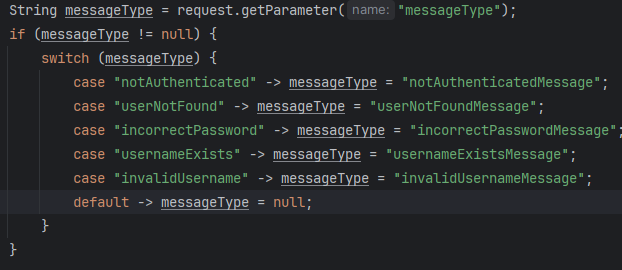 String messageType = request.getParameter( name: "messageType");
if (messageType != null) {
switch (messageType) {
case "notAuthenticated" -> messageType = "notAuthenticatedMessage";
case "userNotFound" -> messageType = "userNotFoundMessage";
case "incorrectPassword" -> messageType = "incorrectPasswordMessage";
case "usernameExists" -> messageType = "usernameExistsMessage";
case "invalidUsername" -> messageType = "invalidUsernameMessage";
default -> messageType = null;
}
}